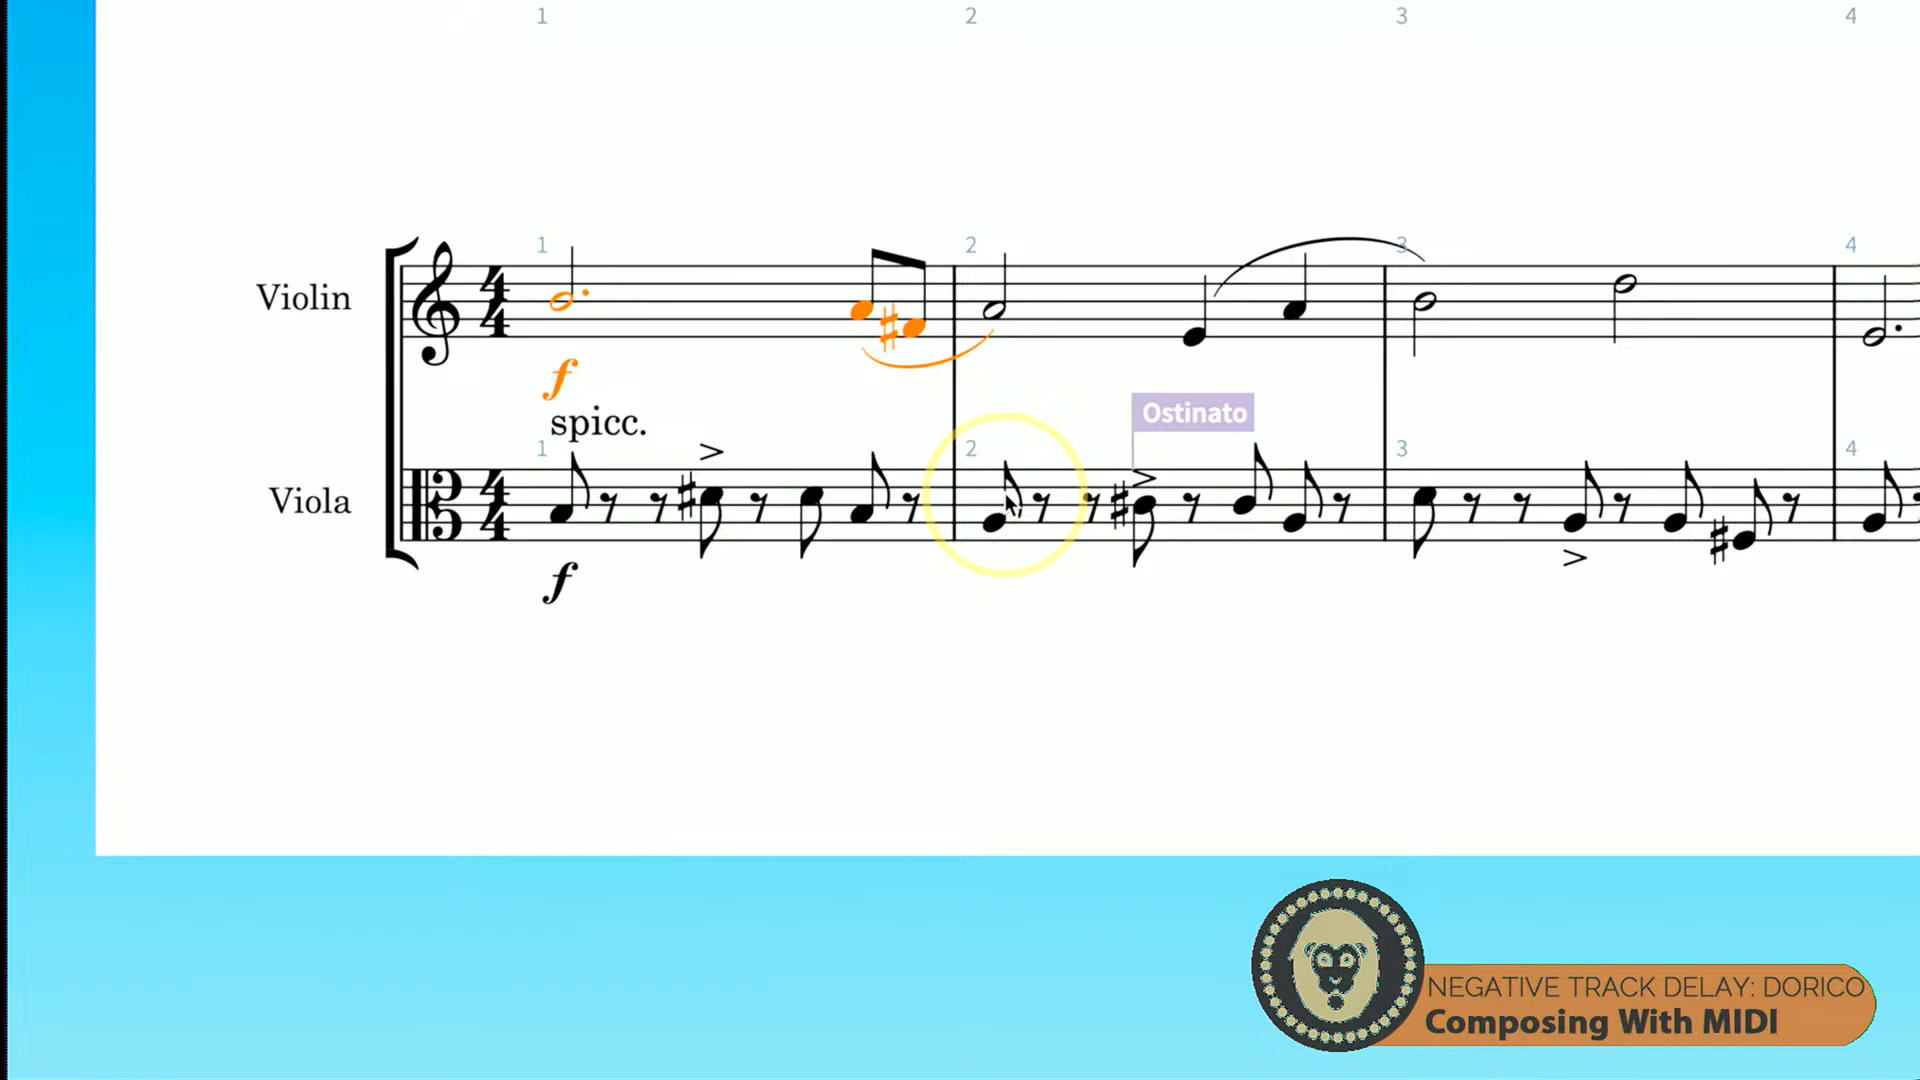 1 2 3 4
1 2 3 4
Violin
f
spicc.
Ostinato
1 2 3 4
Viola
f
NEGATIVE TRACK DELAY: DORICO
Composing With MIDI